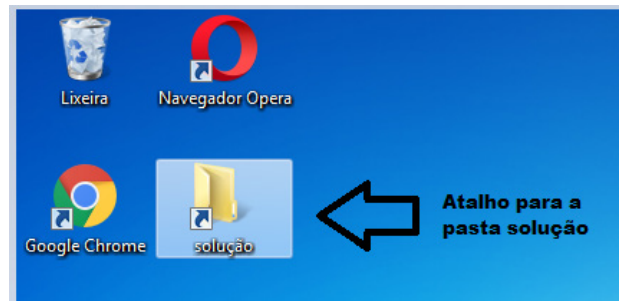 Lixeira
Navegador Opera
Google Chrome
solução
Atalho para a
pasta solução